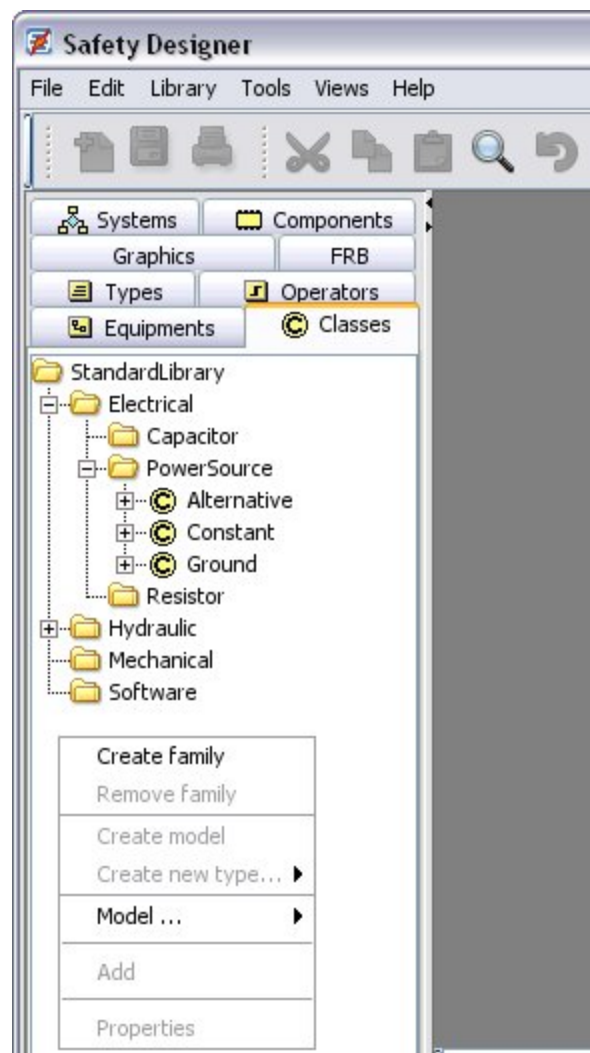 Safety Designer
File Edit Library Tools Views Help
Systems Components
Graphics FRB
Types Operators
Equipments Classes
StandardLibrary
Electrical
Capacitor
PowerSource
Alternative
Constant
Ground
Resistor
Hydraulic
Mechanical
Software
Create family
Remove family
Create model
Create new type...
Model ...
Add
Properties